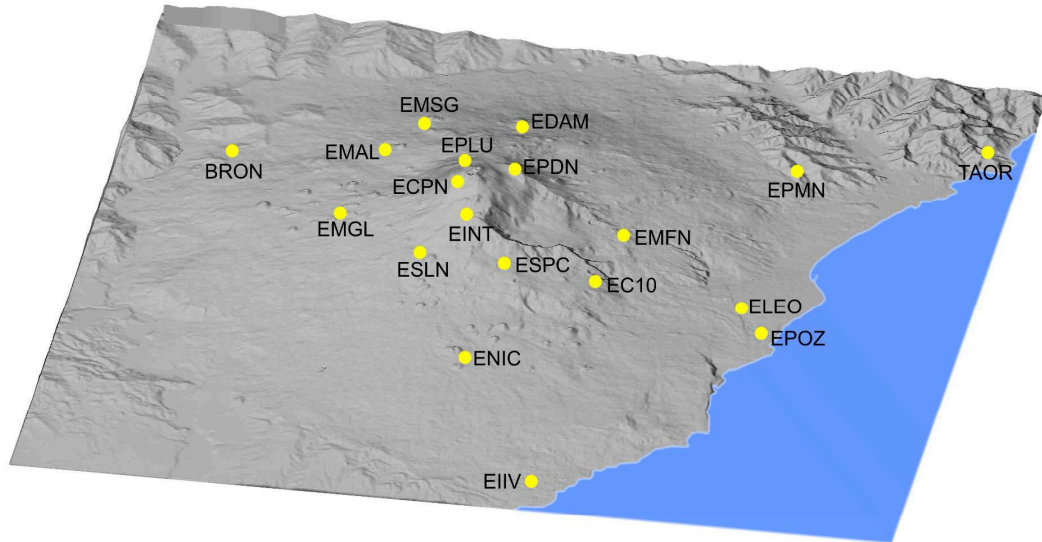 EMSG
EDAM
EMAL
EPLU
BRON
EPDN
TAOR
ECPN
EPMN
EMGL
EINT
EMFN
ESLN
ESPC
EC10
ELEO
EPOZ
ENIC
EIIV